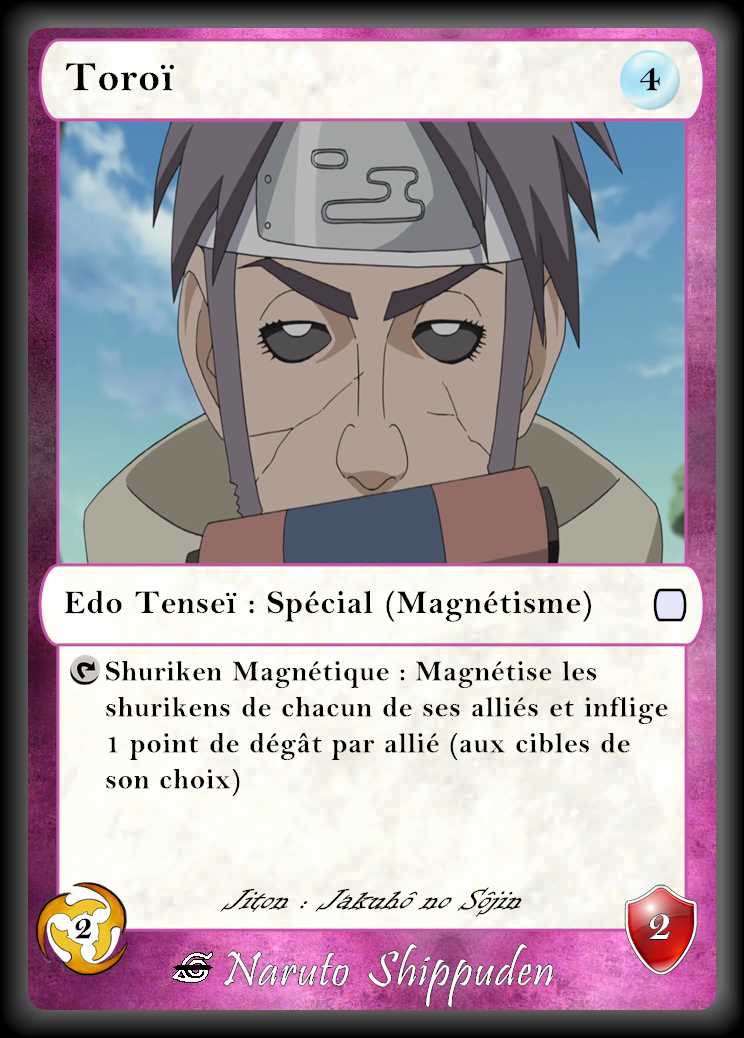 Toroï
4
Edo Tenseï : Spécial (Magnétisme)
Shuriken Magnétique : Magnétise les
shurikens de chacun de ses alliés et inflige
1 point de dégât par allié (aux cibles de
son choix)
Jiton : Jakuhô no Sôjin
2
2
Naruto Shippuden